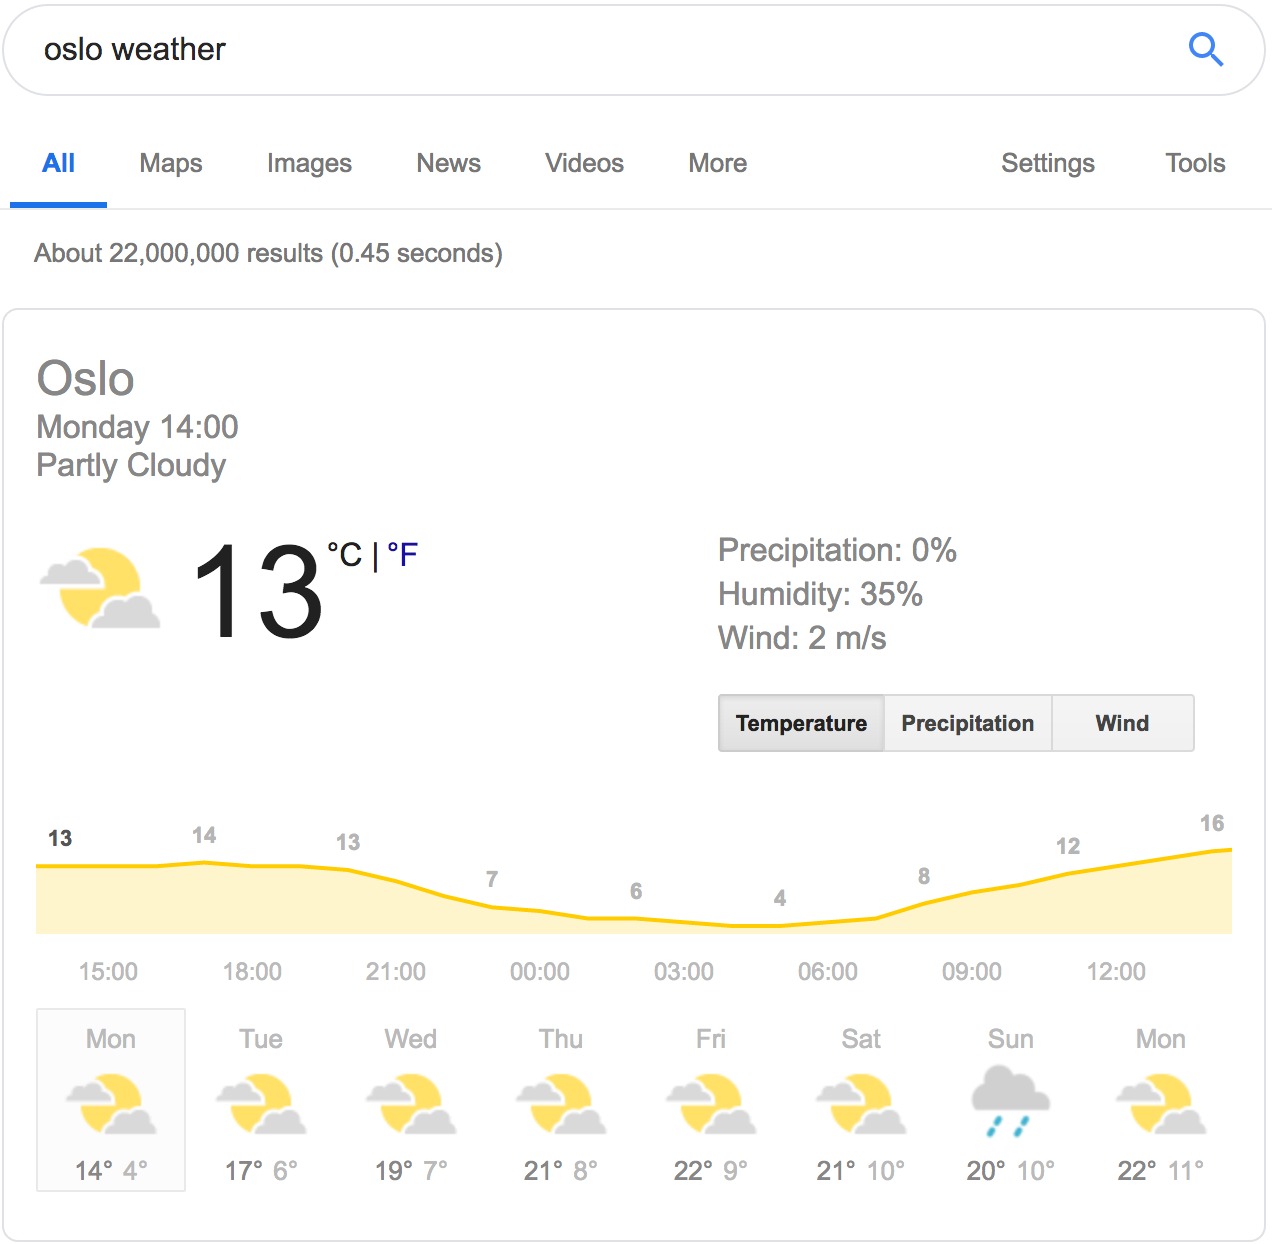 oslo weather
All Maps Images News Videos More Settings Tools
About 22,000,000 results (0.45 seconds)
Oslo
Monday 14:00
Partly Cloudy
13 °C | °F
Precipitation: 0%
Humidity: 35%
Wind: 2 m/s
Temperature Precipitation Wind
13 14 13 7 6 4 8 12 16
15:00 18:00 21:00 00:00 03:00 06:00 09:00 12:00
Mon Tue Wed Thu Fri Sat Sun Mon
14° 4° 17° 6° 19° 7° 21° 8° 22° 9° 21° 10° 20° 10° 22° 11°